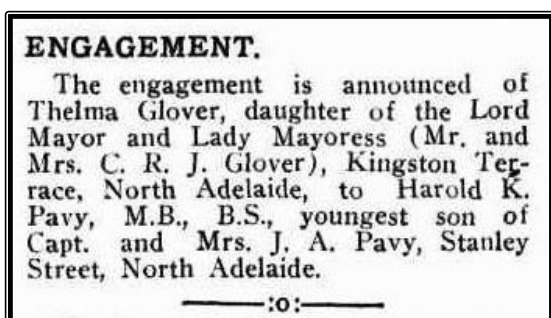 ENGAGEMENT.
The engagement is announced of
Thelma Glover, daughter of the Lord
Mayor and Lady Mayoress (Mr. and
Mrs. C. R. J. Glover), Kingston Ter-
race, North Adelaide, to Harold K.
Pavy, M.B., B.S., youngest son of
Capt. and Mrs. J. A. Pavy, Stanley
Street, North Adelaide.
———:o:———